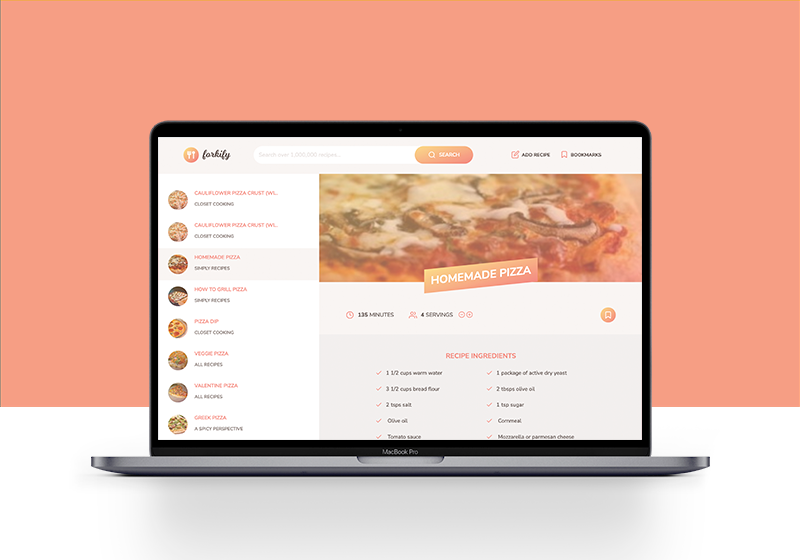 forkify
Search over 1,000,000 recipes...
SEARCH
ADD RECIPE
BOOKMARKS
CAULIFLOWER PIZZA CRUST (WI...
CLOSET COOKING
CAULIFLOWER PIZZA CRUST (WI...
CLOSET COOKING
HOMEMADE PIZZA
SIMPLY RECIPES
HOW TO GRILL PIZZA
SIMPLY RECIPES
PIZZA DIP
CLOSET COOKING
VEGGIE PIZZA
ALL RECIPES
VALENTINE PIZZA
ALL RECIPES
GREEK PIZZA
A SPICY PERSPECTIVE
HOMEMADE PIZZA
135 MINUTES
4 SERVINGS
RECIPE INGREDIENTS
1 1/2 cups warm water
1 package of active dry yeast
3 1/2 cups bread flour
2 tbsps olive oil
2 tsps salt
1 tsp sugar
Olive oil
Cornmeal
Tomato sauce
Mozzarella or parmesan cheese
MacBook Pro